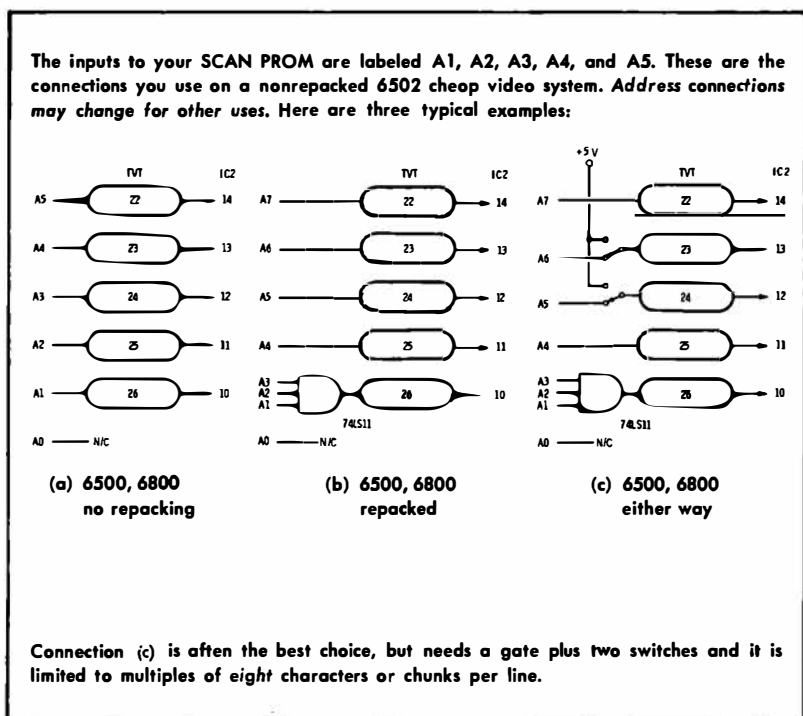 The inputs to your SCAN PROM are labeled A1, A2, A3, A4, and A5. These are the
connections you use on a nonrepacked 6502 cheop video system. Address connections
may change for other uses. Here are three typical examples:
TVT IC2
A5 22 14
A4 23 13
A3 24 12
A2 25 11
A1 26 10
A0 N/C
(a) 6500, 6800
no repacking
TVT IC2
A7 22 14
A6 23 13
A5 24 12
A4 25 11
A3
A2 26 10
A1
74LS11
A0 N/C
(b) 6500, 6800
repacked
+5 V
TVT IC2
A7 22 14
A6 23 13
A5 24 12
A4 25 11
A3
A2 26 10
A1
74LS11
A0 N/C
(c) 6500, 6800
either way
Connection (c) is aften the best choice, but needs a gate plus two switches and it is
limited to multiples of eight characters or chunks per line.